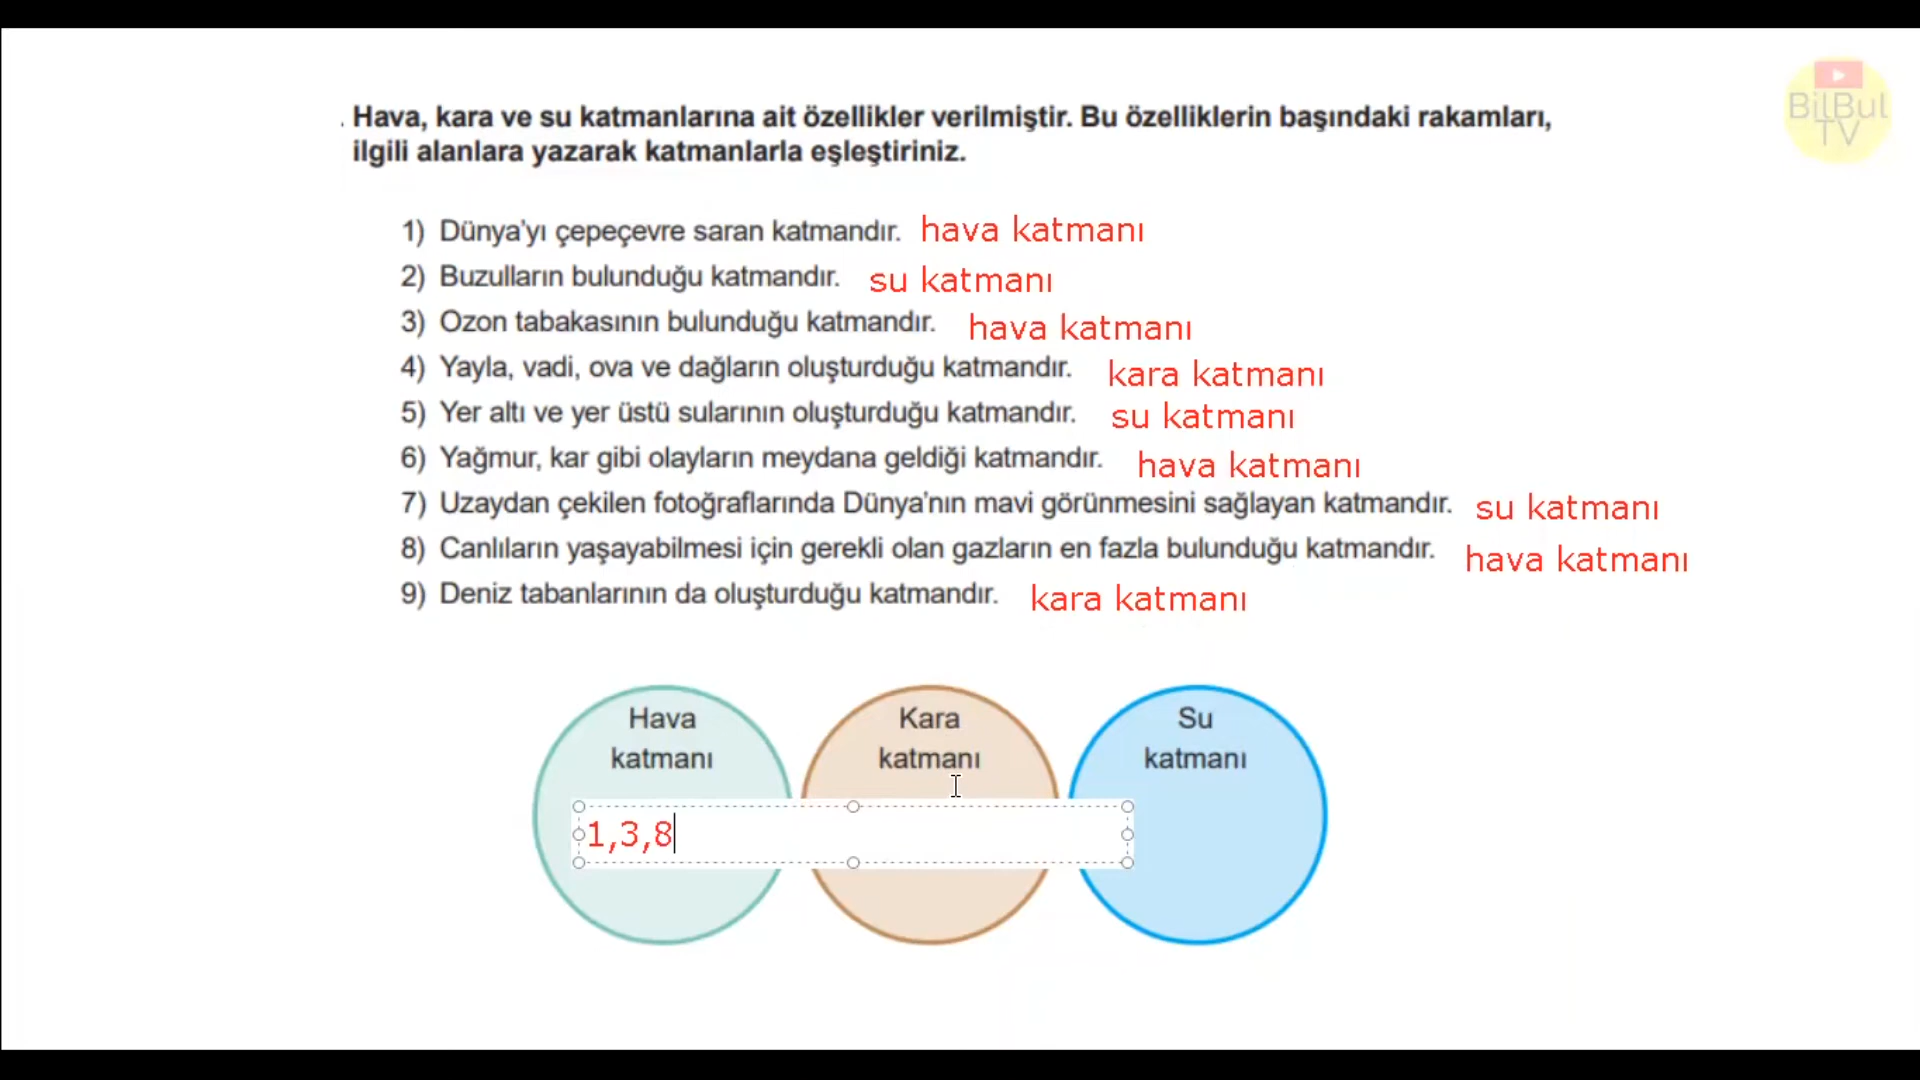 BilBul
TV
. Hava, kara ve su katmanlarına ait özellikler verilmiştir. Bu özelliklerin başındaki rakamları,
ilgili alanlara yazarak katmanlarla eşleştiriniz.
1) Dünya'yı çepeçevre saran katmandır. hava katmanı
2) Buzulların bulunduğu katmandır. su katmanı
3) Ozon tabakasının bulunduğu katmandır. hava katmanı
4) Yayla, vadi, ova ve dağların oluşturduğu katmandır. kara katmanı
5) Yer altı ve yer üstü sularının oluşturduğu katmandır. su katmanı
6) Yağmur, kar gibi olayların meydana geldiği katmandır. hava katmanı
7) Uzaydan çekilen fotoğraflarında Dünya'nın mavi görünmesini sağlayan katmandır. su katmanı
8) Canlıların yaşayabilmesi için gerekli olan gazların en fazla bulunduğu katmandır. hava katmanı
9) Deniz tabanlarının da oluşturduğu katmandır. kara katmanı
Hava
katmanı
Kara
katmanı
Su
katmanı
1,3,8